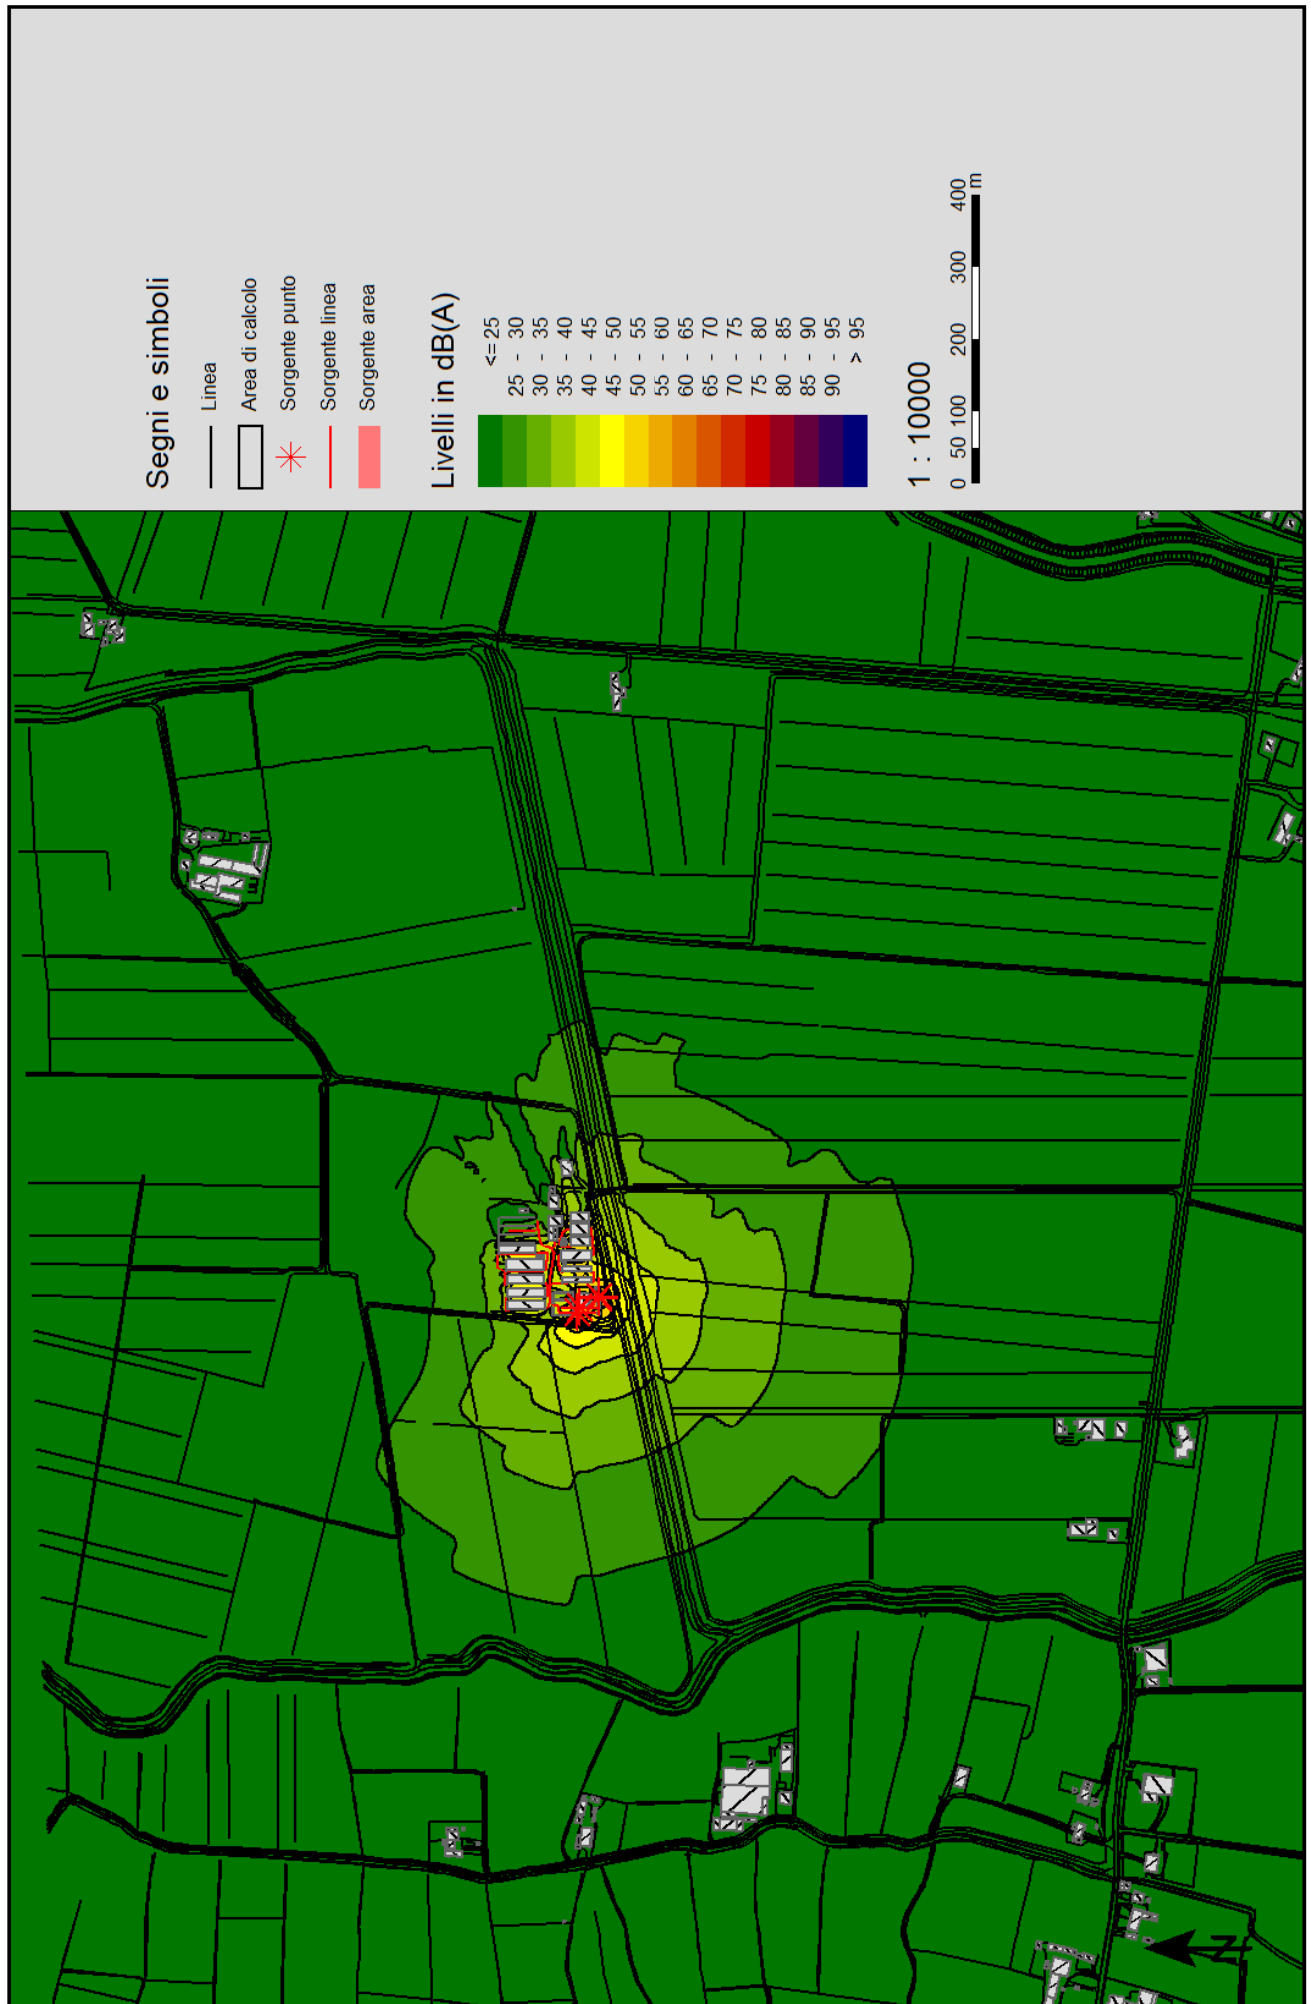 Segni e simboli
Linea
Area di calcolo
Sorgente punto
Sorgente linea
Sorgente area
Livelli in dB(A)
<= 25
25 - 30
30 - 35
35 - 40
40 - 45
45 - 50
50 - 55
55 - 60
60 - 65
65 - 70
70 - 75
75 - 80
80 - 85
85 - 90
90 - 95
> 95
1 : 10000
0 50 100 200 300 400
m
N